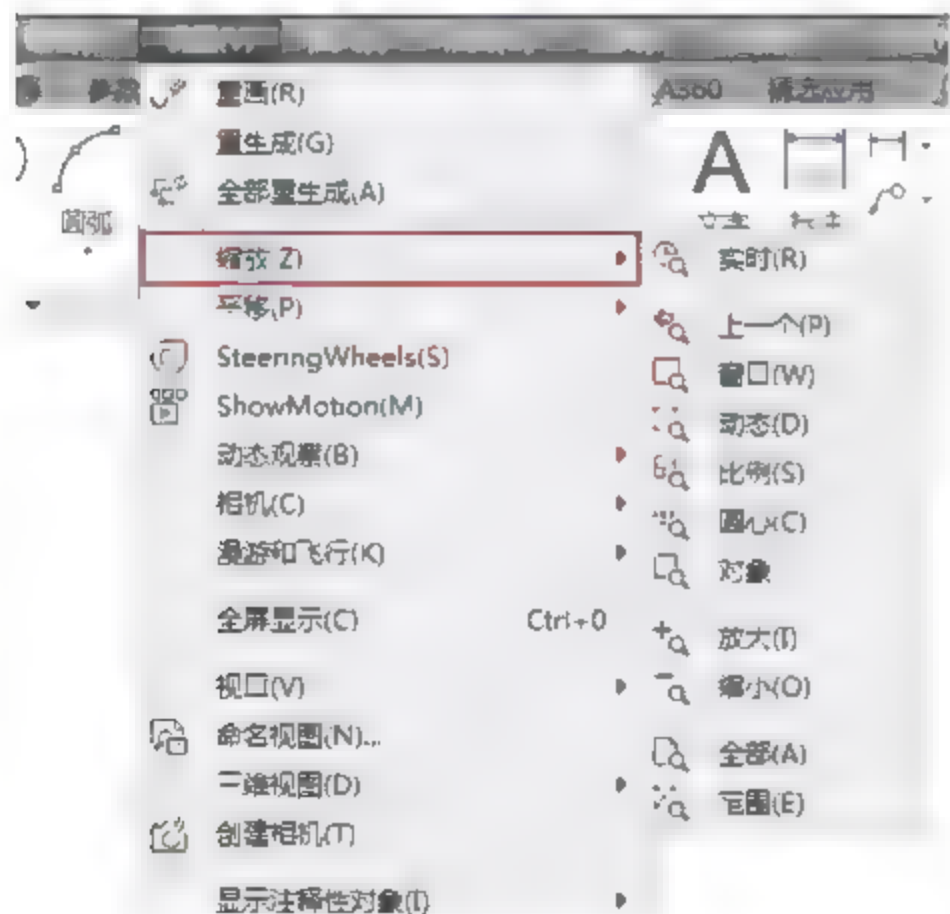 A360 精选应用
圆弧
A
文字 标注
重画(R)
重生成(G)
全部重生成(A)
缩放 Z)
平移(P)
SteeringWheels(S)
ShowMotion(M)
动态观察(B)
相机(C)
漫游和飞行(K)
全屏显示(C) Ctrl+0
视口(V)
命名视图(N)...
三维视图(D)
创建相机(T)
显示注释性对象(I)
实时(R)
上一个(P)
窗口(W)
动态(D)
比例(S)
圆心(C)
对象
放大(I)
缩小(O)
全部(A)
范围(E)